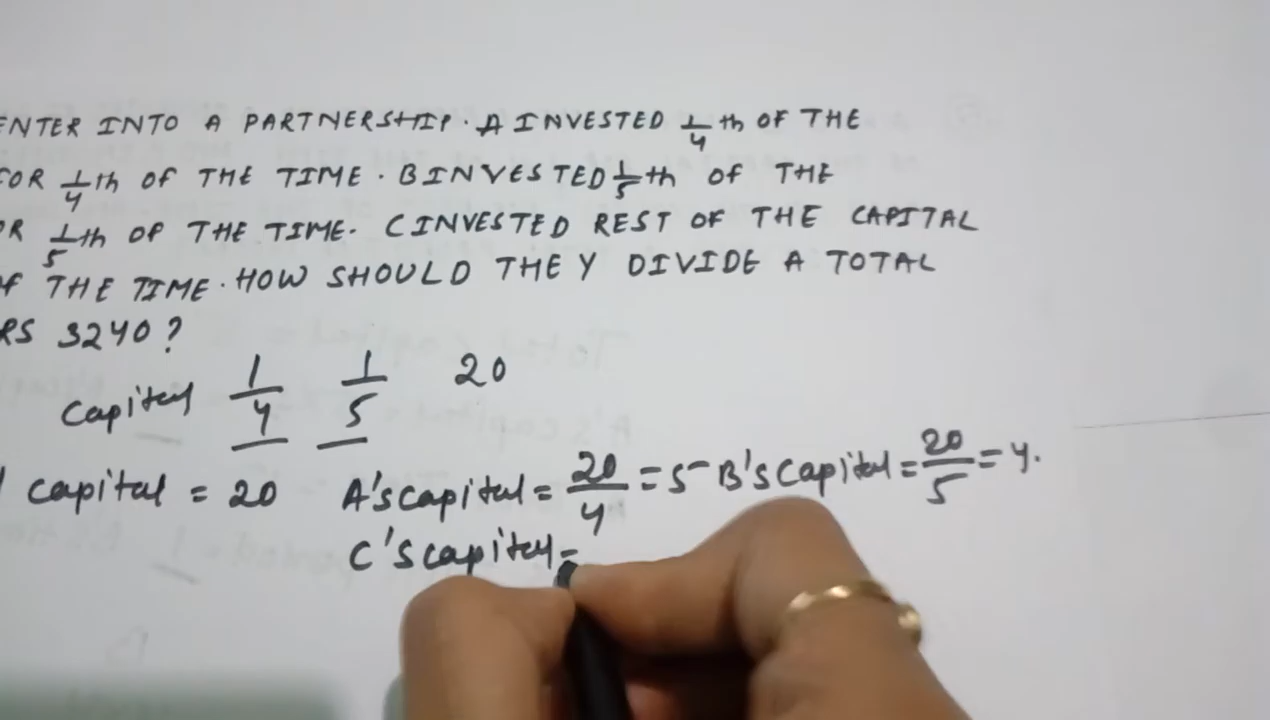 ENTER INTO A PARTNERSHIP. A INVESTED 1/4 th OF THE
FOR 1/4 th OF THE TIME. B INVESTED 1/5 th OF THE
OR 1/5 th OF THE TIME. C INVESTED REST OF THE CAPITAL
OF THE TIME. HOW SHOULD THEY DIVIDE A TOTAL
RS 3240?
Capital 1/4 1/5 20
l capital = 20 A's capital = 20/4 = 5 B's capital = 20/5 = 4.
C's capital =